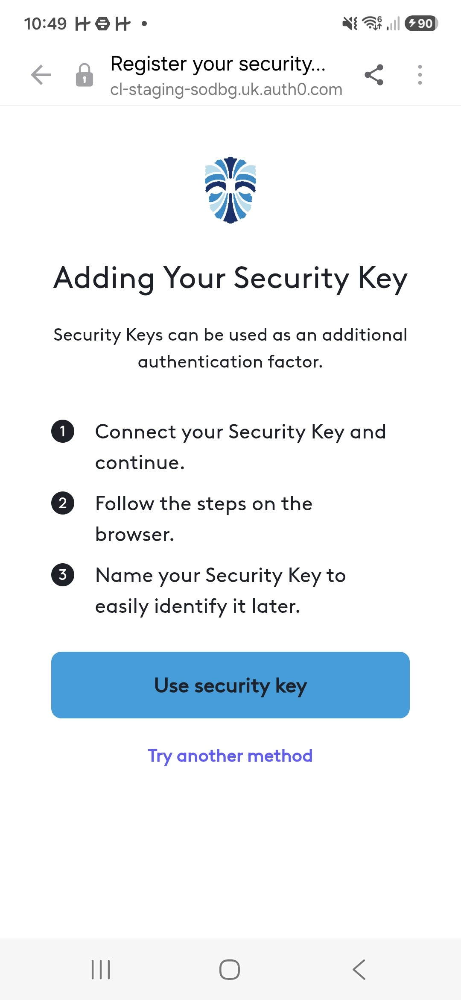 10:49
6
90
Register your security...
cl-staging-sodbg.uk.auth0.com
Adding Your Security Key
Security Keys can be used as an additional
authentication factor.
1 Connect your Security Key and
continue.
2 Follow the steps on the
browser.
3 Name your Security Key to
easily identify it later.
Use security key
Try another method